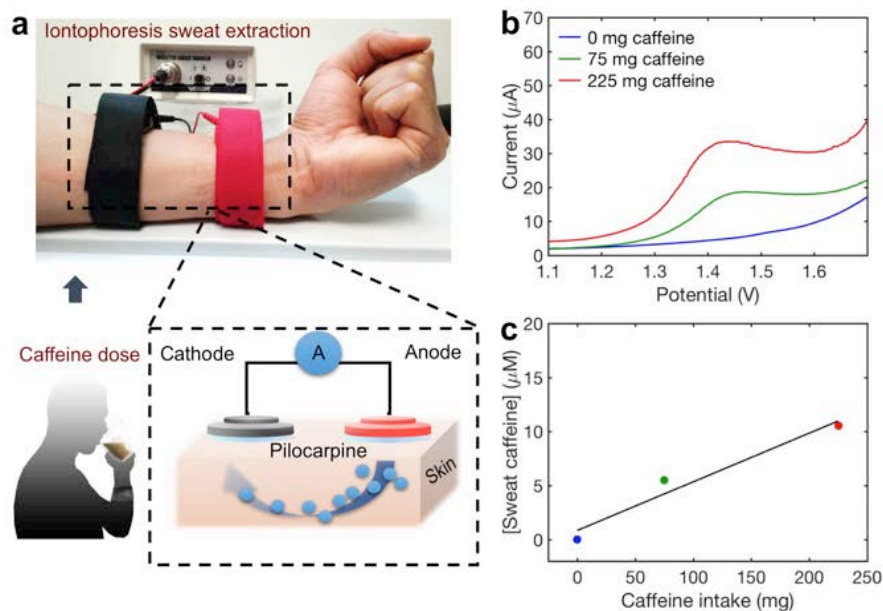 a
Iontophoresis sweat extraction
Caffeine dose
Cathode
A
Anode
Pilocarpine
Skin
b
70
60
50
40
30
20
10
0
Current (μA)
0 mg caffeine
75 mg caffeine
225 mg caffeine
1.1 1.2 1.3 1.4 1.5 1.6
Potential (V)
c
20
15
10
5
0
[Sweat caffeine] (μM)
0 50 100 150 200 250
Caffeine intake (mg)